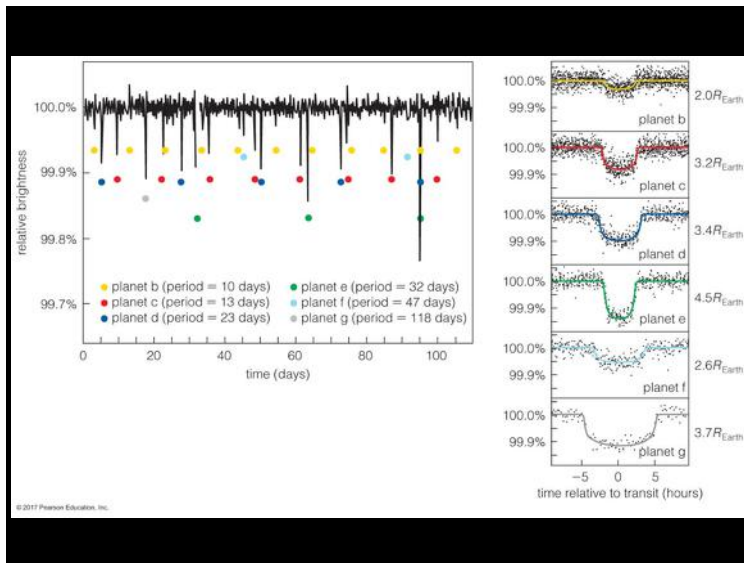 100.0%
99.9%
99.8%
99.7%
relative brightness
planet b (period = 10 days)
planet c (period = 13 days)
planet d (period = 23 days)
planet e (period = 32 days)
planet f (period = 47 days)
planet g (period = 118 days)
0 20 40 60 80 100
time (days)
100.0%
99.9%
planet b
2.0REarth
100.0%
99.9%
planet c
3.2REarth
100.0%
99.9%
planet d
3.4REarth
100.0%
99.9%
planet e
4.5REarth
100.0%
99.9%
planet f
2.6REarth
100.0%
99.9%
planet g
3.7REarth
−5 0 5
time relative to transit (hours)
© 2017 Pearson Education, Inc.